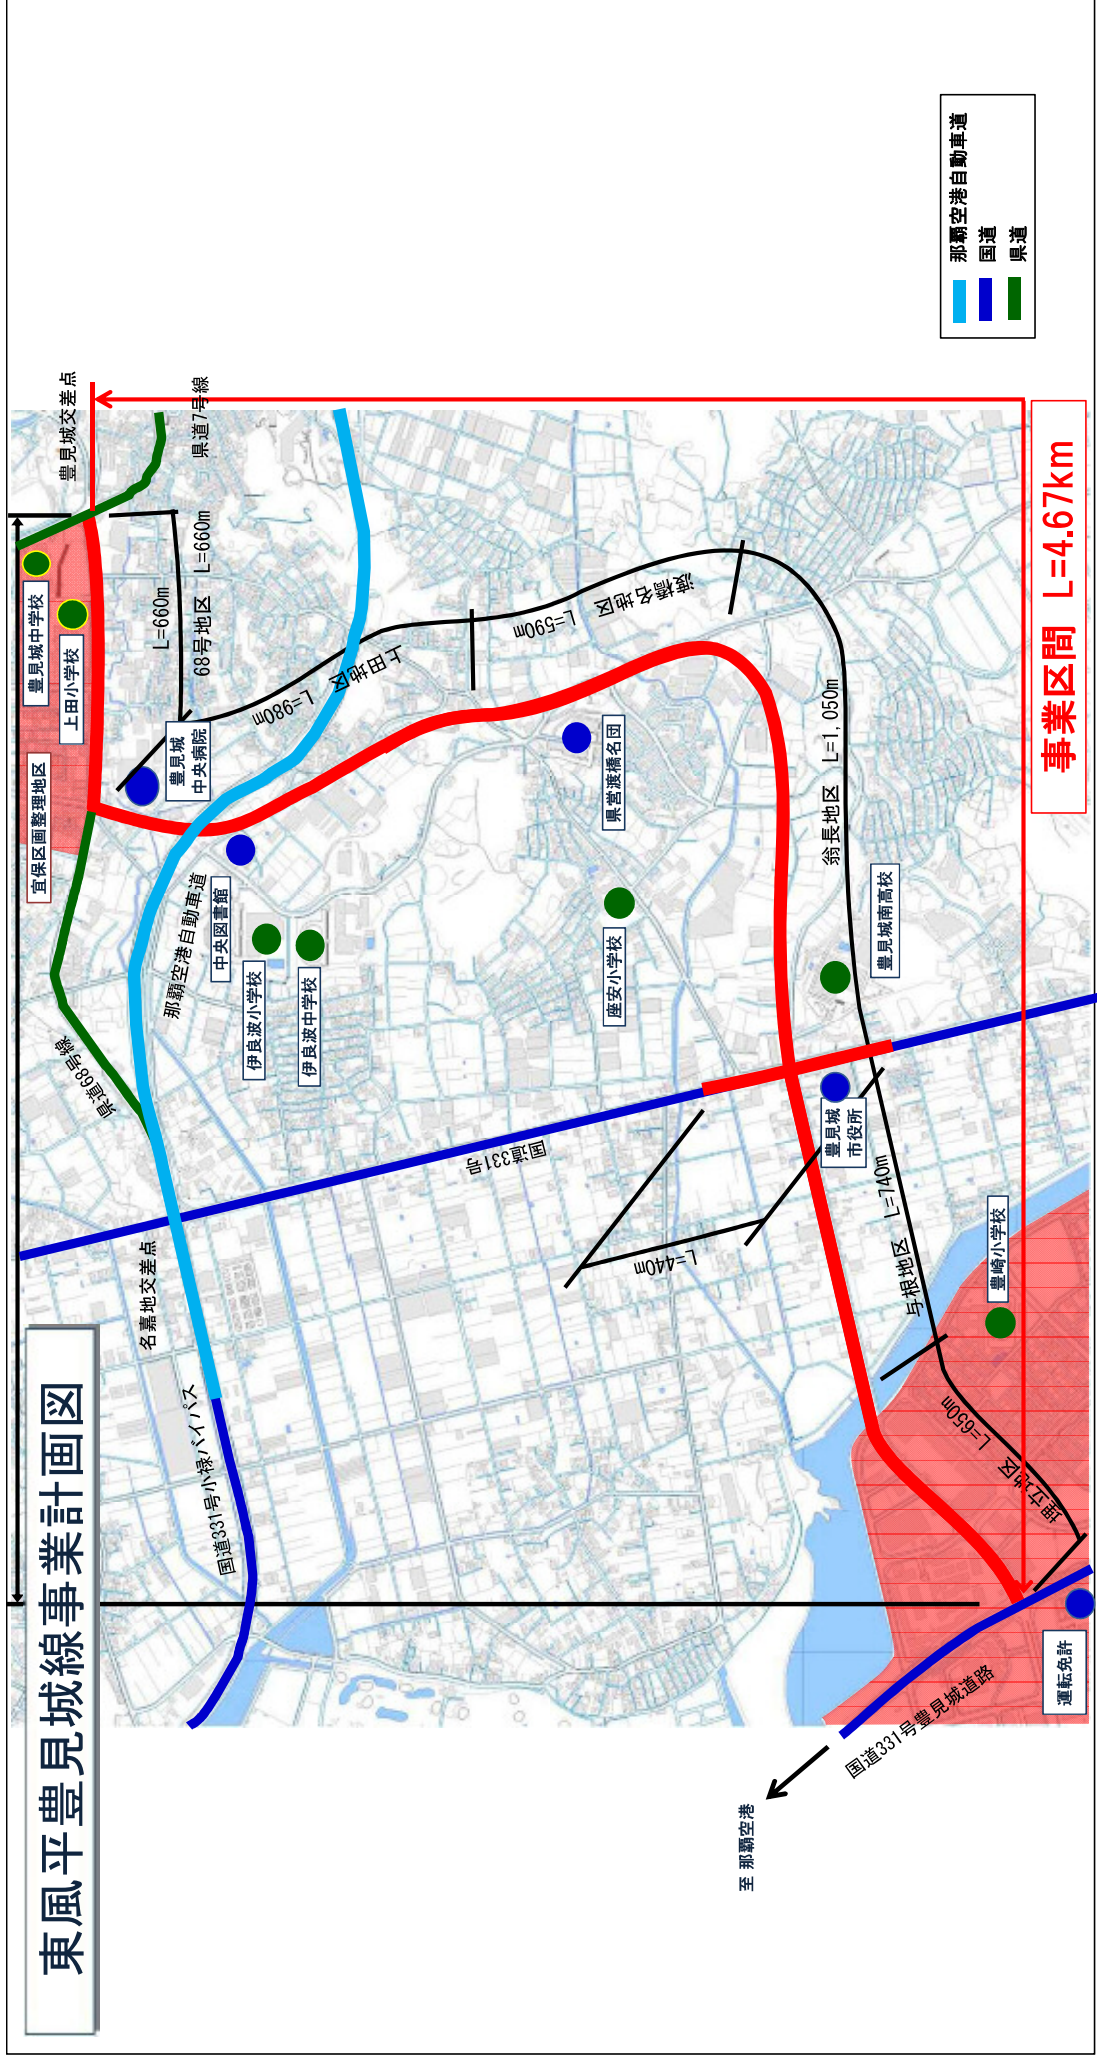 東風平豊見城線事業計画図
豊見城交差点
県道7号線
豊見城中学校
上田小学校
宜保区画整理地区
L=660m
68号地区　L=660m
豊見城
中央病院
上田地区　L=980m
渡橋名地区　L=590m
県道68号線
那覇空港自動車道
中央図書館
伊良波小学校
伊良波中学校
県営渡橋名団
座安小学校
翁長地区　L=1,050m
豊見城南高校
国道331号
名嘉地交差点
国道331号小禄バイパス
L=440m
豊見城
市役所
与根地区　L=740m
豊崎小学校
埋立地区　L=650m
運転免許
国道331号豊見城道路
至 那覇空港
事業区間　L=4.67km
那覇空港自動車道
国道
県道